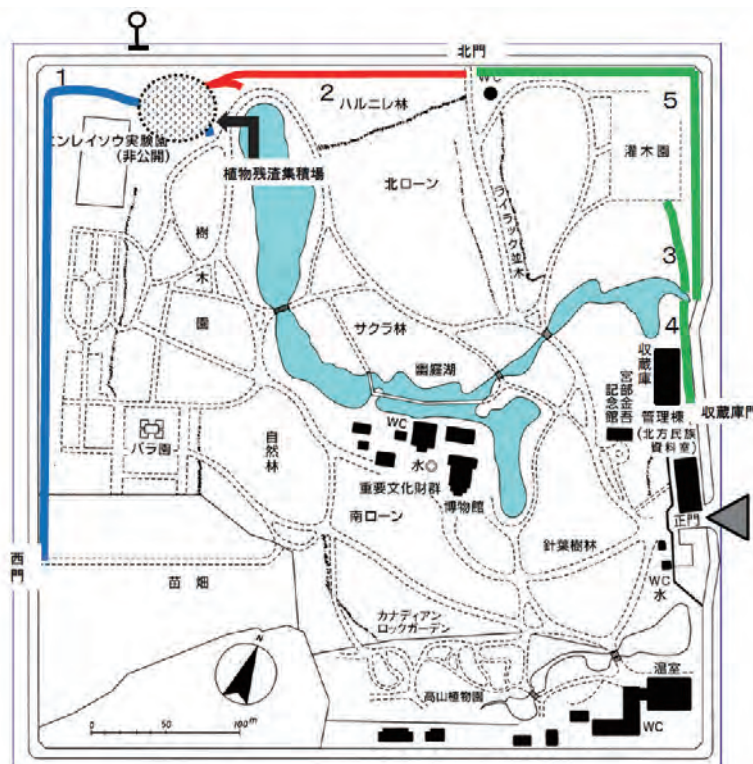 北門
1
WC
2
5
ハルニレ林
エンレイソウ実験園
(非公開)
灌木園
植物残渣集積場
北ローン
ライラック並木
樹木園
3
サクラ林
4
幽庭湖
収蔵庫
宮部金吾
記念館
収蔵庫門
管理棟
(北方民族
資料室)
WC
バラ園
自然林
水
重要文化財群
博物館
正門
南ローン
針葉樹林
西門
苗畑
WC
水
カナディアン
ロックガーデン
N
温室
高山植物園
0 50 100m
WC